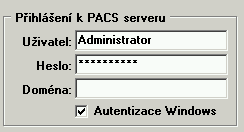 Přihlášení k PACS serveru
Uživatel: Administrator
Heslo: **********
Doména:
Autentizace Windows